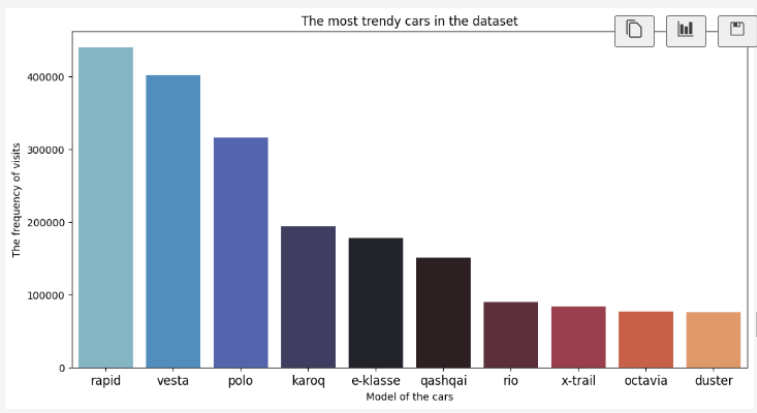 The most trendy cars in the dataset
The frequency of visits
400000
300000
200000
100000
0
rapid vesta polo karoq e-klasse qashqai rio x-trail octavia duster
Model of the cars